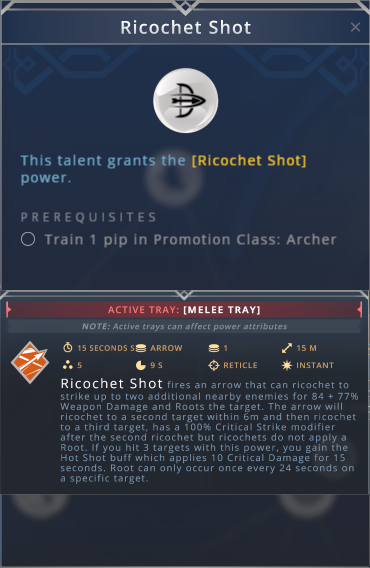 Ricochet Shot
This talent grants the [Ricochet Shot]
power.
PREREQUISITES
Train 1 pip in Promotion Class: Archer
ACTIVE TRAY: [MELEE TRAY]
NOTE: Active trays can affect power attributes
15 SECONDS S ARROW 1 15 M
5 9 S RETICLE INSTANT
Ricochet Shot fires an arrow that can ricochet to
strike up to two additional nearby enemies for 84 + 77%
Weapon Damage and Roots the target. The arrow will
ricochet to a second target within 6m and then ricochet
to a third target, has a 100% Critical Strike modifier
after the second ricochet but ricochets do not apply a
Root. If you hit 3 targets with this power, you gain the
Hot Shot buff which applies 10 Critical Damage for 15
seconds. Root can only occur once every 24 seconds on
a specific target.